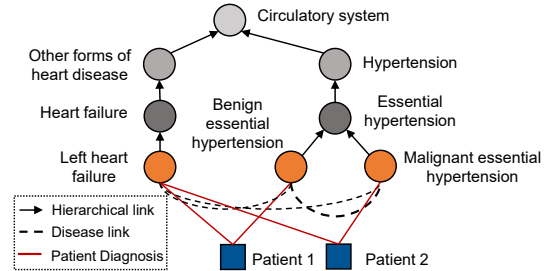 Circulatory system
Other forms of
heart disease
Hypertension
Heart failure
Benign
essential
hypertension
Essential
hypertension
Left heart
failure
Malignant essential
hypertension
Hierarchical link
Disease link
Patient Diagnosis
Patient 1
Patient 2